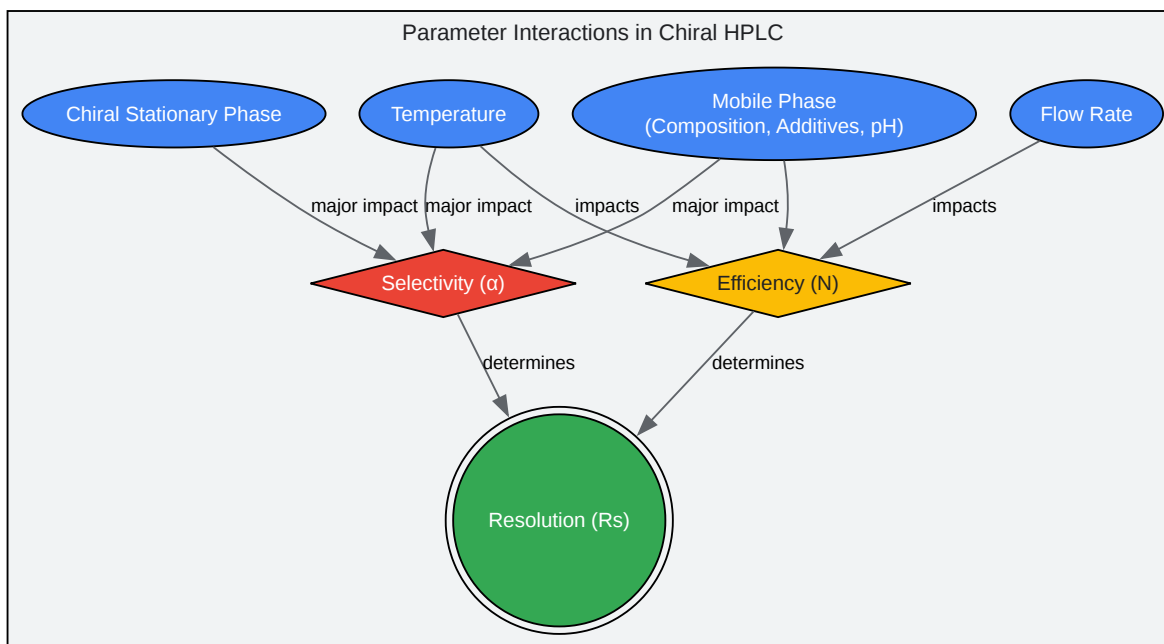 Parameter Interactions in Chiral HPLC
Chiral Stationary Phase
Temperature
Mobile Phase
(Composition, Additives, pH)
Flow Rate
major impact
major impact
impacts
major impact
impacts
Selectivity (α)
Efficiency (N)
determines
determines
Resolution (Rs)